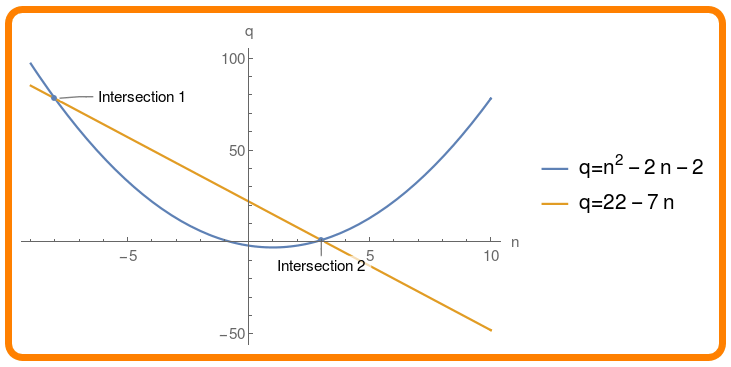 q
100
Intersection 1
50
q=n² − 2 n − 2
q=22 − 7 n
−5
5
10
n
Intersection 2
−50